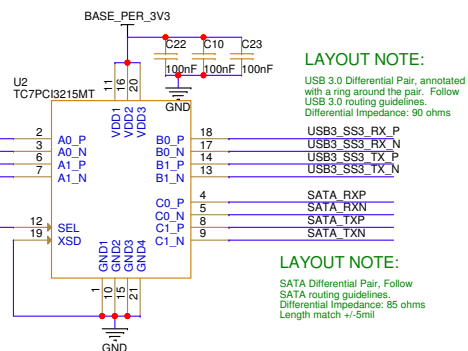 BASE_PER_3V3
C22 C10 C23
100nF 100nF 100nF
GND
U2
TC7PCI3215MT
11 16 20
VDD1 VDD2 VDD3
2 A0_P B0_P 18 USB3_SS3_RX_P
3 A0_N B0_N 17 USB3_SS3_RX_N
6 A1_P B1_P 14 USB3_SS3_TX_P
7 A1_N B1_N 13 USB3_SS3_TX_N
C0_P 4 SATA_RXP
C0_N 5 SATA_RXN
12 SEL C1_P 8 SATA_TXP
19 XSD C1_N 9 SATA_TXN
GND1 GND2 GND3 GND4
1 10 15 21
GND
LAYOUT NOTE:
USB 3.0 Differential Pair, annotated
with a ring around the pair. Follow
USB 3.0 routing guidelines.
Differential Impedance: 90 ohms
LAYOUT NOTE:
SATA Differential Pair, Follow
SATA routing guidelines.
Differential Impedance: 85 ohms
Length match +/-5mil